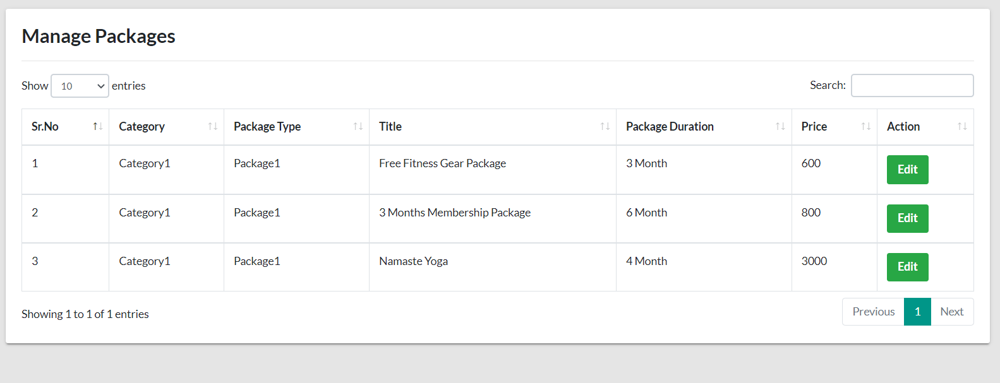 Manage Packages
Show 10 entries Search:
Sr.No Category Package Type Title Package Duration Price Action
1 Category1 Package1 Free Fitness Gear Package 3 Month 600 Edit
2 Category1 Package1 3 Months Membership Package 6 Month 800 Edit
3 Category1 Package1 Namaste Yoga 4 Month 3000 Edit
Showing 1 to 1 of 1 entries Previous 1 Next